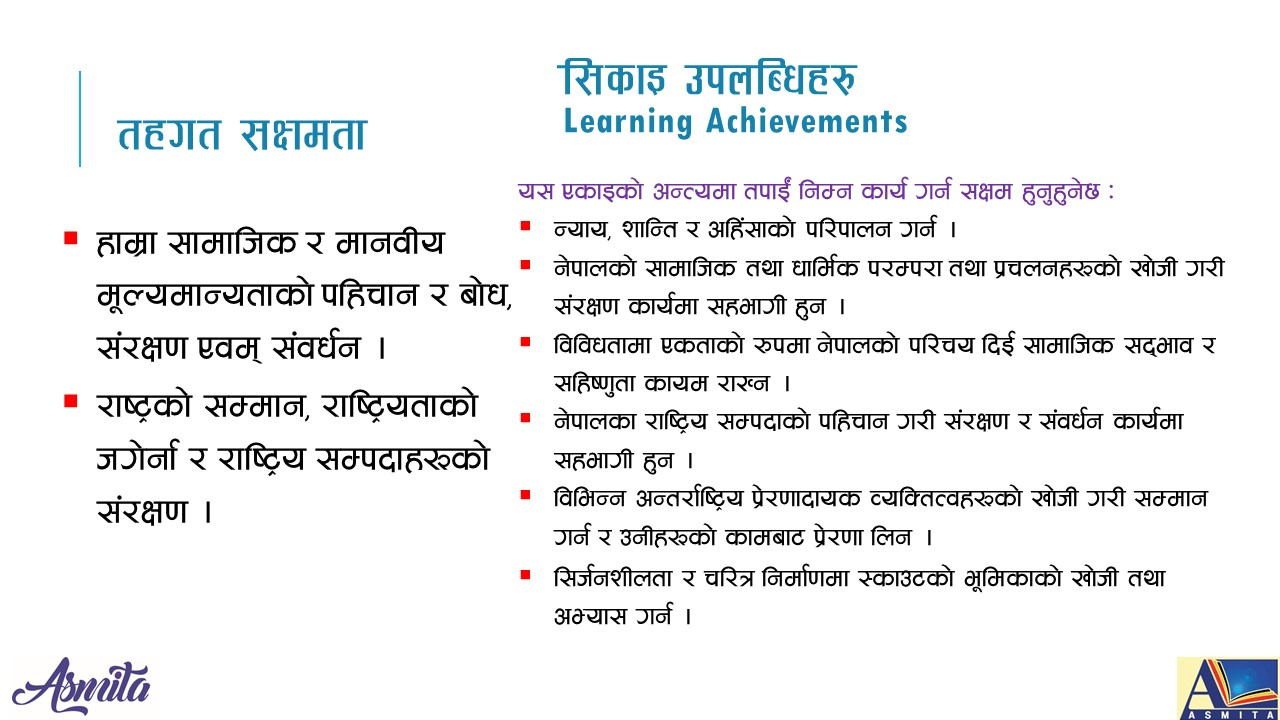 तहगत सक्षमता
हाम्रा सामाजिक र मानवीय
मूल्यमान्यताको पहिचान र बोध,
संरक्षण एवम् संवर्धन ।
राष्ट्रको सम्मान, राष्ट्रियताको
जगेर्ना र राष्ट्रिय सम्पदाहरुको
संरक्षण ।
सिकाइ उपलब्धिहरु
Learning Achievements
यस एकाइको अन्त्यमा तपाईं निम्न कार्य गर्न सक्षम हुनुहुनेछ :
न्याय, शान्ति र अहिंसाको परिपालन गर्न ।
नेपालको सामाजिक तथा धार्मिक परम्परा तथा प्रचलनहरुको खोजी गरी
संरक्षण कार्यमा सहभागी हुन ।
विविधतामा एकताको रुपमा नेपालको परिचय दिई सामाजिक सद्भाव र
सहिष्णुता कायम राख्न ।
नेपालका राष्ट्रिय सम्पदाको पहिचान गरी संरक्षण र संवर्धन कार्यमा
सहभागी हुन ।
विभिन्न अन्तर्राष्ट्रिय प्रेरणादायक व्यक्तित्वहरुको खोजी गरी सम्मान
गर्न र उनीहरुको कामबाट प्रेरणा लिन ।
सिर्जनशीलता र चरित्र निर्माणमा स्काउटको भूमिकाको खोजी तथा
अभ्यास गर्न ।
Asmita
ASMITA